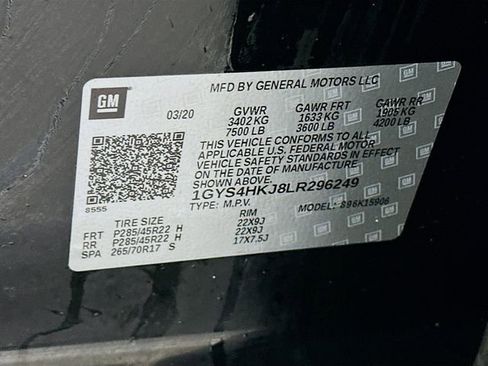 GM
MFD BY GENERAL MOTORS LLC
03/20 GVWR GAWR FRT GAWR RR
3402 KG 1633 KG 1905 KG
7500 LB 3600 LB 4200 LB
THIS VEHICLE CONFORMS TO ALL
APPLICABLE U.S. FEDERAL MOTOR
VEHICLE SAFETY STANDARDS IN EFFECT
ON THE DATE OF MANUFACTURE SHOWN ABOVE.
1GYS4HKJ8LR296249
8555 TYPE: M.P.V. MODEL: S96K15906
TIRE SIZE RIM
FRT P285/45R22 H 22X9J
RR P285/45R22 H 22X9J
SPA 265/70R17 S 17X7.5J